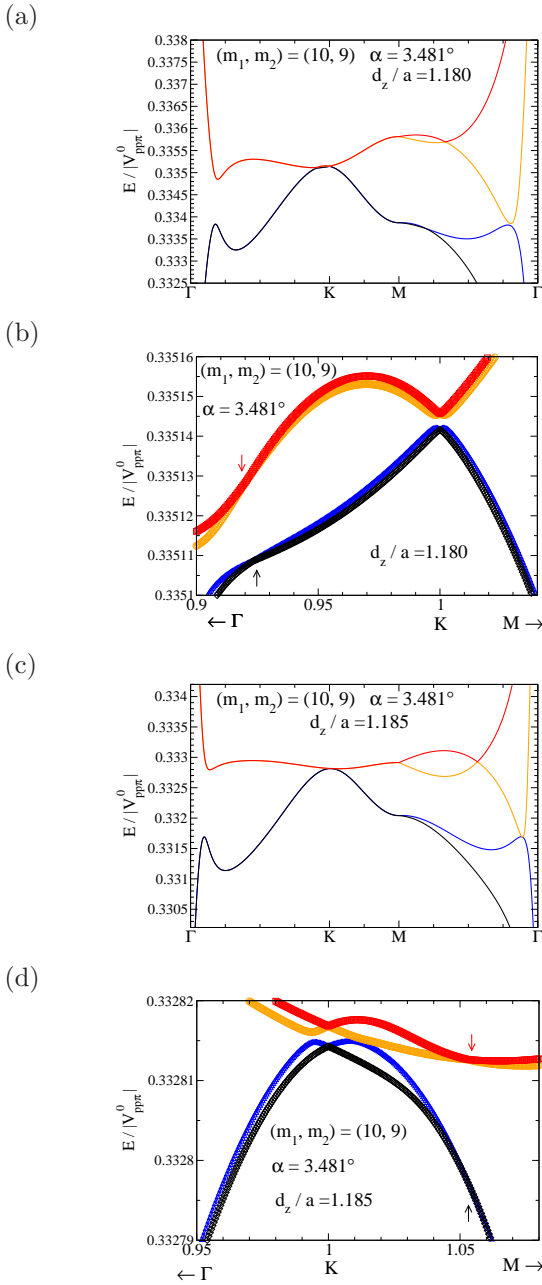 (a)
0.338
(m1, m2) = (10, 9) α = 3.481°
0.3375
dz / a =1.180
0.337
0.3365
0.336
0.3355
0.335
0.3345
0.334
0.3335
0.333
0.3325
E / |V⁰ppπ|
Γ K M Γ
(b)
0.33516
(m1, m2) = (10, 9)
0.33515
α = 3.481°
0.33514
0.33513
0.33512
0.33511
dz / a =1.180
0.3351
E / |V⁰ppπ|
0.9 0.95 1
← Γ K M →
(c)
0.334
(m1, m2) = (10, 9) α = 3.481°
0.3335
dz / a =1.185
0.333
0.3325
0.332
0.3315
0.331
0.3305
E / |V⁰ppπ|
Γ K M Γ
(d)
0.33282
0.33281
(m1, m2) = (10, 9)
0.3328
α = 3.481°
dz / a =1.185
0.33279
E / |V⁰ppπ|
0.95 1 1.05
← Γ K M →